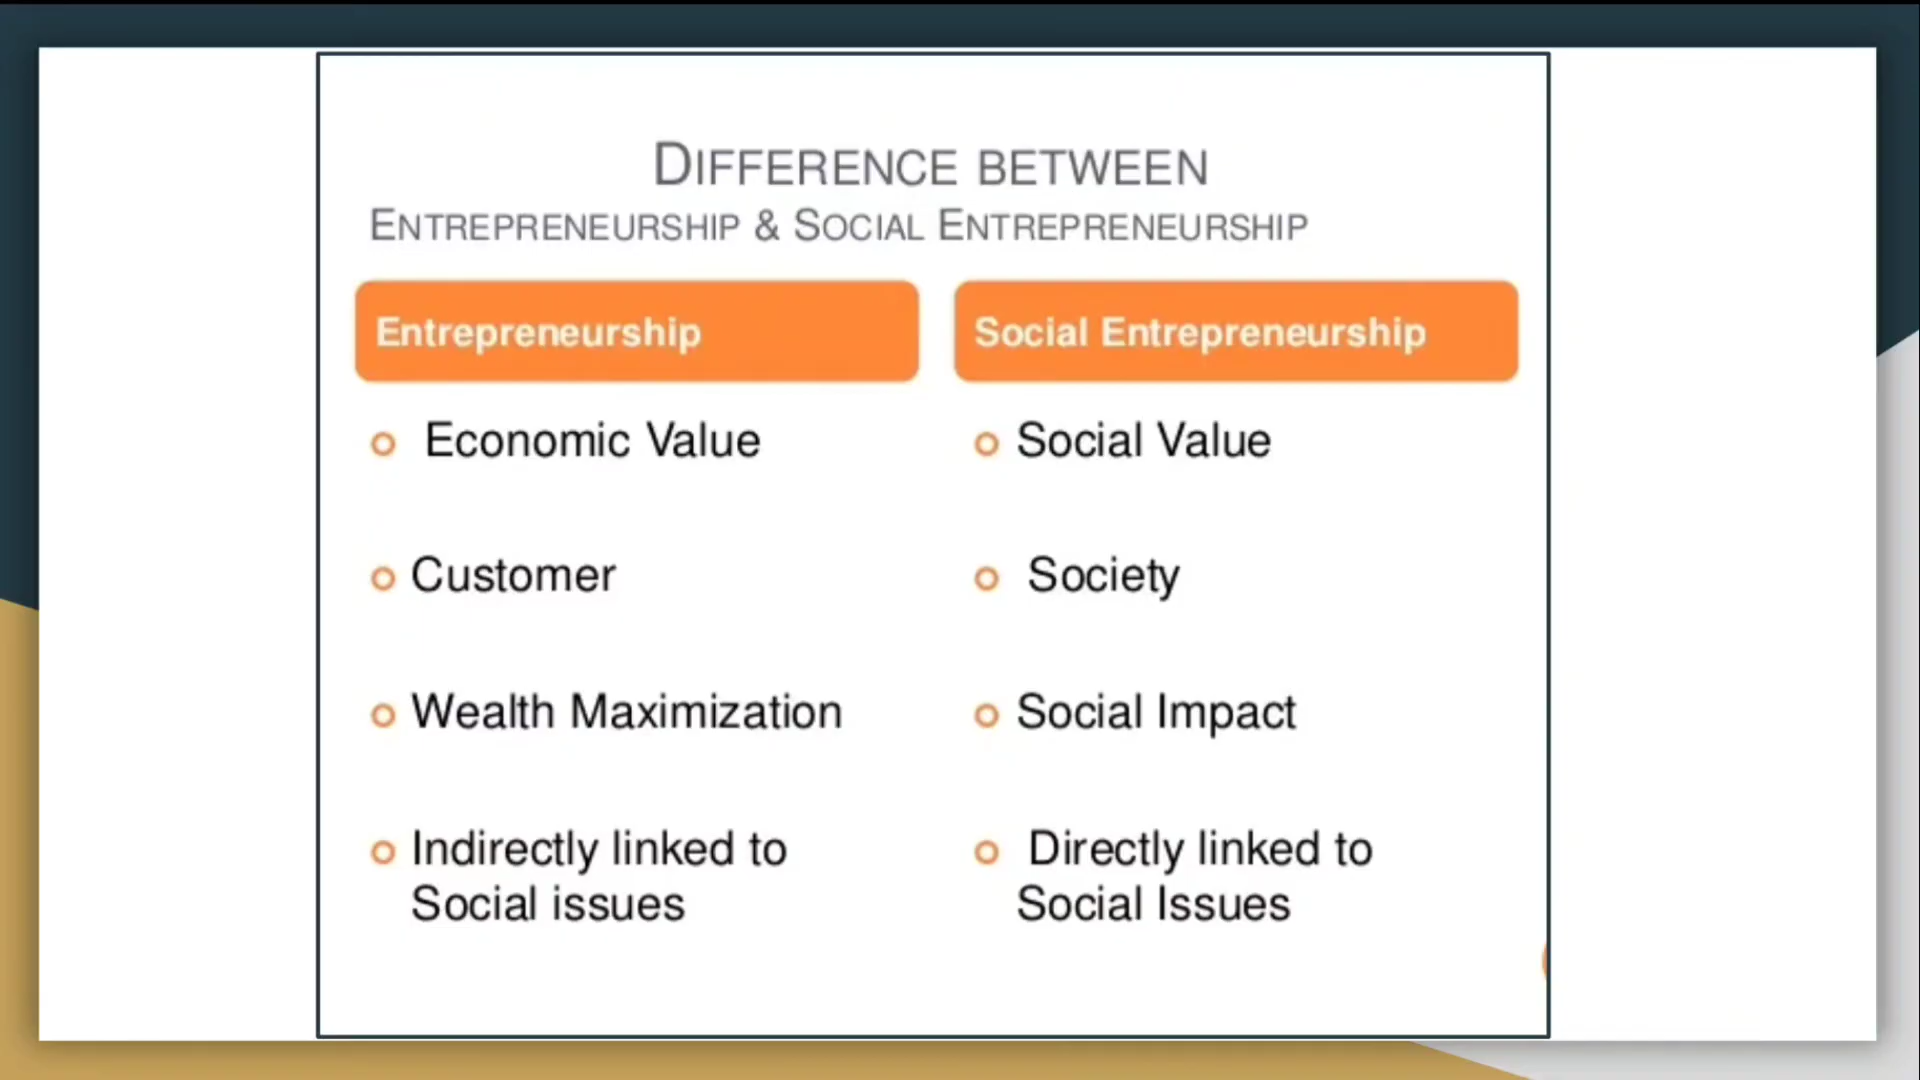 DIFFERENCE BETWEEN
ENTREPRENEURSHIP & SOCIAL ENTREPRENEURSHIP
Entrepreneurship
Economic Value
Customer
Wealth Maximization
Indirectly linked to
Social issues
Social Entrepreneurship
Social Value
Society
Social Impact
Directly linked to
Social Issues